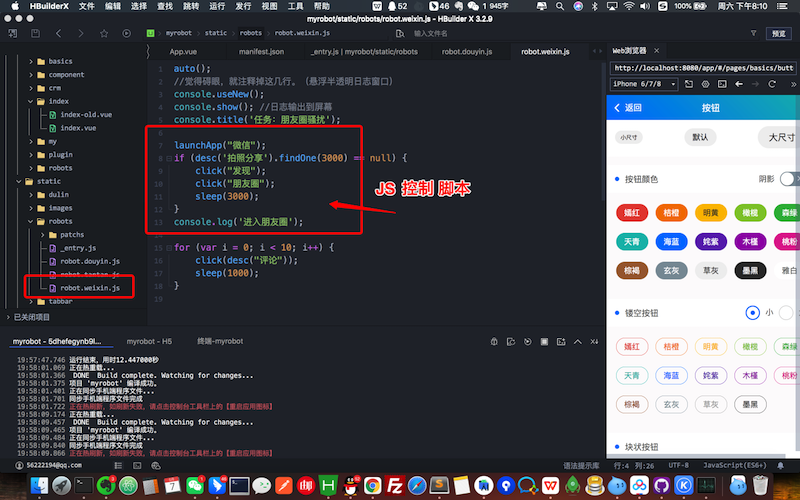 HBuilderX 文件 编辑 选择 查找 跳转 运行 发行 视图 工具 帮助 52 46 1 945字 100% 周六 下午8:10
myrobot/static/robots/robot.weixin.js - HBuilder X 3.2.9
myrobot static robots robot.weixin.js 输入文件名 预览
basics
component
crm
index
index-old.vue
index.vue
my
plugin
robots
static
dulin
images
robots
patchs
_entry.js
robot.douyin.js
robot.tantan.js
robot.weixin.js
tabbar
已关闭项目
App.vue manifest.json _entry.js | myrobot/static/robots robot.douyin.js robot.weixin.js
1 auto();
2 //觉得碍眼，就注释掉这几行。（悬浮半透明日志窗口）
3 console.useNew();
4 console.show(); //日志输出到屏幕
5 console.title('任务：朋友圈骚扰');
6
7 launchApp("微信");
8 if (desc('拍照分享').findOne(3000) == null) {
9 click("发现");
10 click("朋友圈");
11 sleep(3000);
12 }
13 console.log('进入朋友圈');
14
15 for (var i = 0; i < 10; i++) {
16 click(desc("评论"));
17 sleep(1000);
18 }
19
JS 控制 脚本
Web浏览器
http://localhost:8080/app/#/pages/basics/butt
iPhone 6/7/8
返回 按钮
小尺寸 默认 大尺寸
按钮颜色 阴影
嫣红 桔橙 明黄 橄榄 森绿
天青 海蓝 姹紫 木槿 桃粉
棕褐 玄灰 草灰 墨黑 雅白
镂空按钮 小
嫣红 桔橙 明黄 橄榄 森绿
天青 海蓝 姹紫 木槿 桃粉
棕褐 玄灰 草灰 墨黑
块状按钮
myrobot - 5dhefegynb9l... myrobot - H5 终端-myrobot
19:57:47.746 运行结束，用时12.447000秒
19:58:01.069 正在热重载...
19:58:01.366 DONE Build complete. Watching for changes...
19:58:01.375 项目 'myrobot' 编译成功。
19:58:01.401 正在同步手机端程序文件...
19:58:01.701 同步手机端程序文件完成
19:58:01.722 正在热刷新，如刷新失败，请点击控制台工具栏上的【重启应用图标】
19:58:09.174 正在热重载...
19:58:09.457 DONE Build complete. Watching for changes...
19:58:09.464 项目 'myrobot' 编译成功。
19:58:09.484 正在同步手机端程序文件...
19:58:09.840 同步手机端程序文件完成
19:58:09.866 正在热刷新，如刷新失败，请点击控制台工具栏上的【重启应用图标】
56222194@qq.com 语法提示库 行:4 列:26 UTF-8 JavaScript(ES6+)